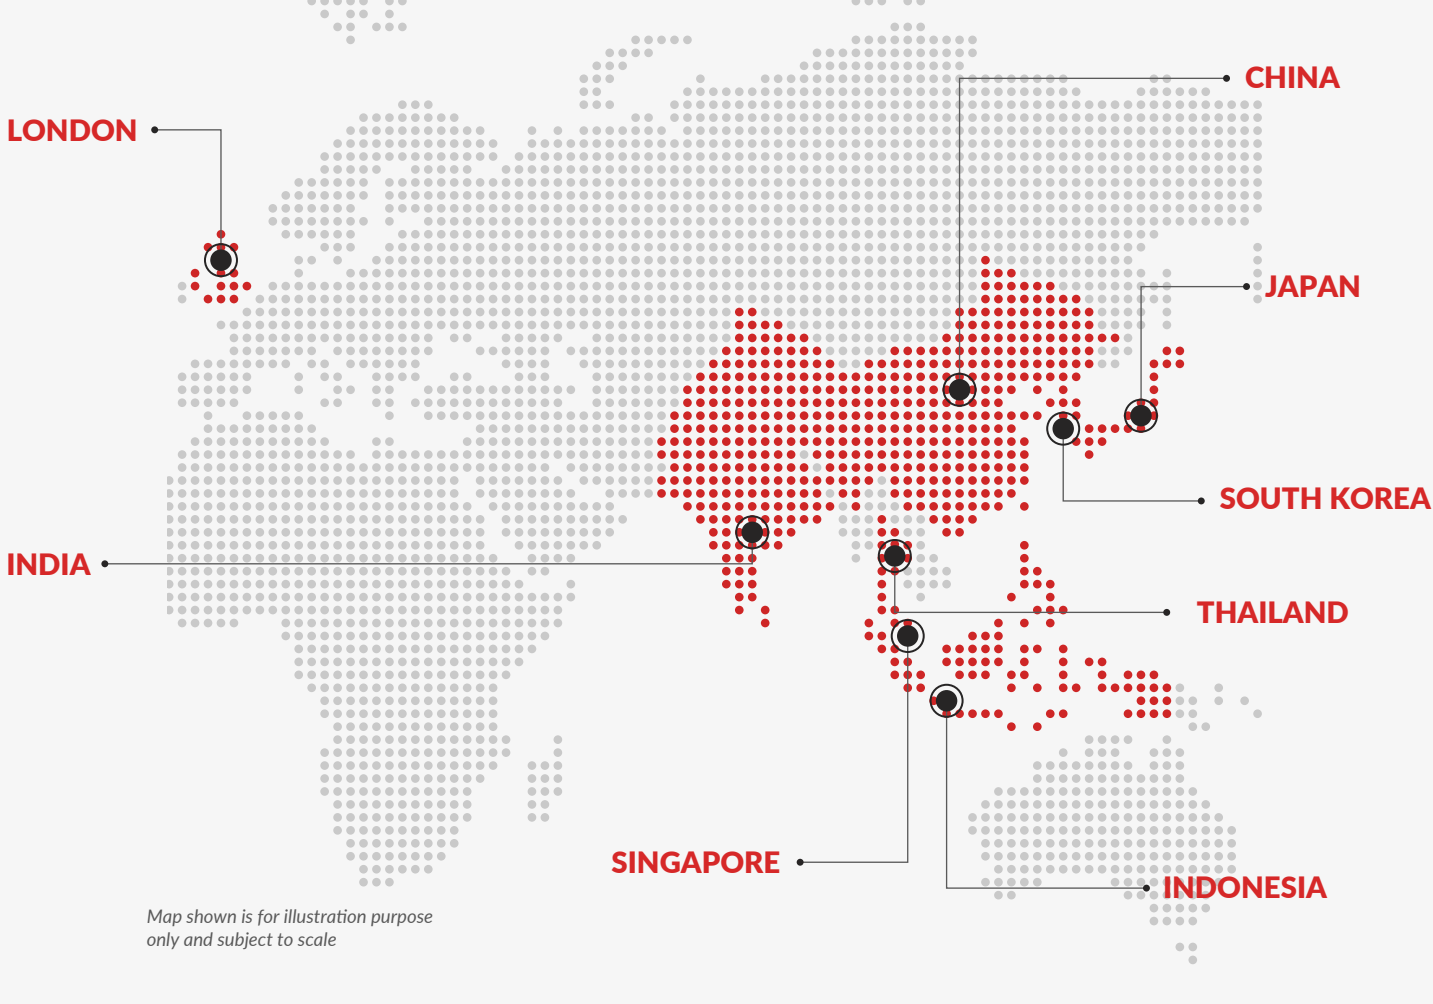 CHINA
LONDON
JAPAN
SOUTH KOREA
INDIA
THAILAND
SINGAPORE
INDONESIA
Map shown is for illustration purpose
only and subject to scale